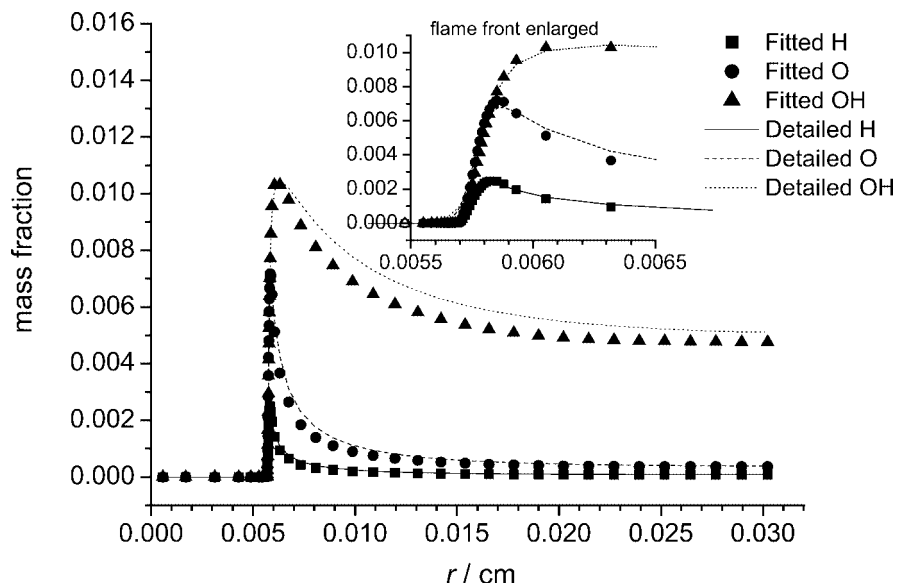 0.016
0.014
0.012
0.010
0.008
0.006
0.004
0.002
0.000
mass fraction
0.000
0.005
0.010
0.015
0.020
0.025
0.030
r / cm
flame front enlarged
0.010
0.008
0.006
0.004
0.002
0.000
0.0055
0.0060
0.0065
Fitted H
Fitted O
Fitted OH
Detailed H
Detailed O
Detailed OH